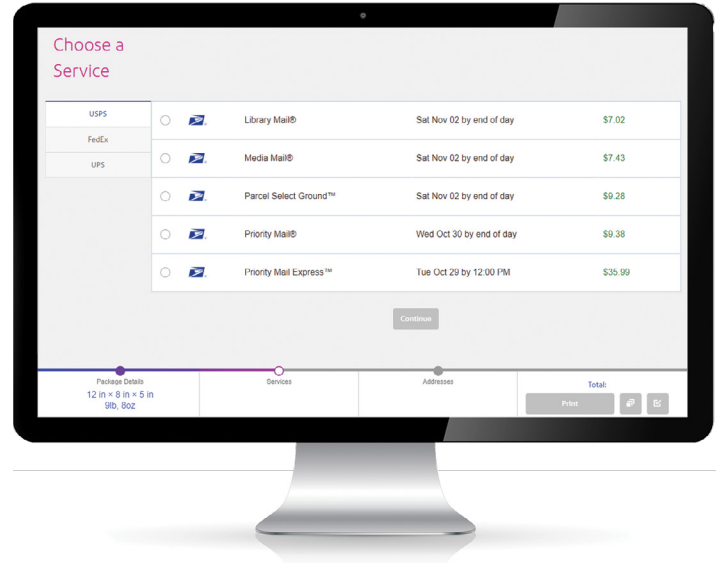 Choose a
Service
USPS
FedEx
UPS
Library Mail® Sat Nov 02 by end of day $7.02
Media Mail® Sat Nov 02 by end of day $7.43
Parcel Select Ground™ Sat Nov 02 by end of day $9.28
Priority Mail® Wed Oct 30 by end of day $9.38
Priority Mail Express™ Tue Oct 29 by 12:00 PM $35.99
Continue
Package Details
12 in × 8 in × 5 in
9lb, 8oz
Services
Addresses
Total:
Print